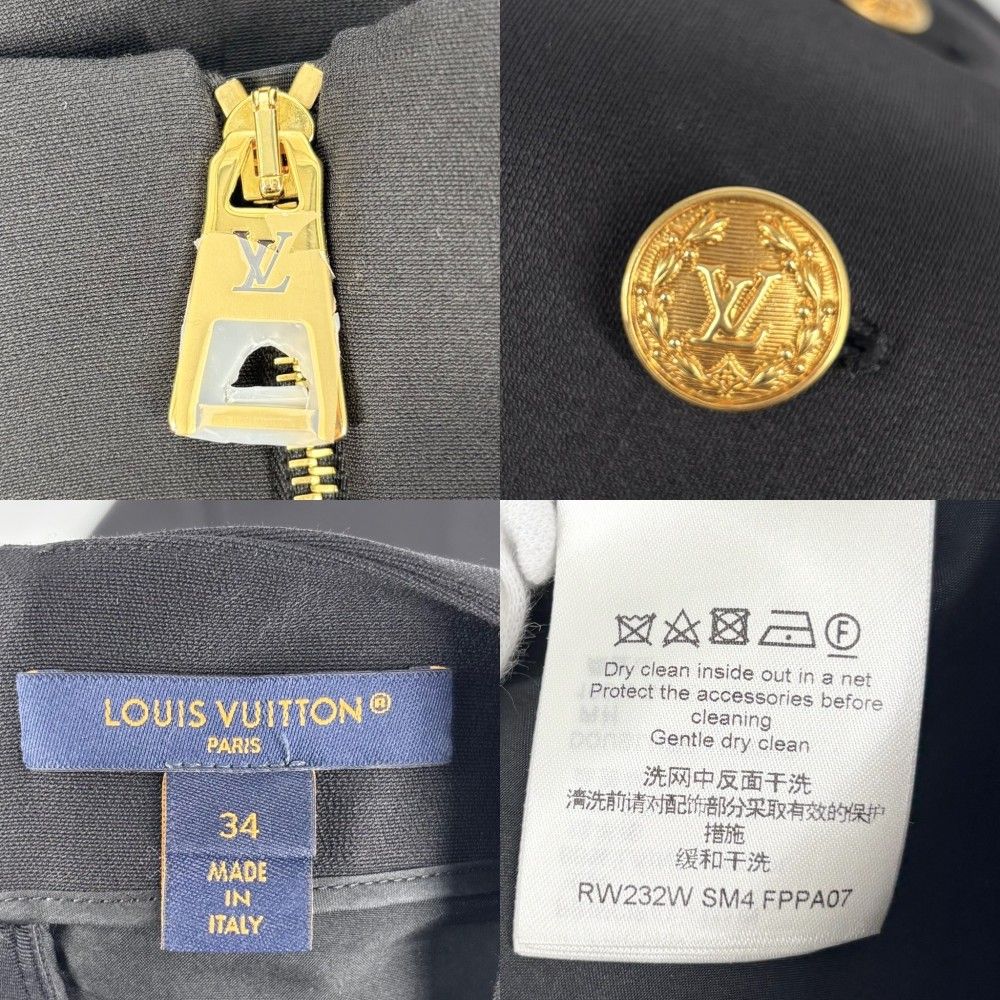 LV
LV
LOUIS VUITTON®
PARIS
34
MADE
IN
ITALY
F
Dry clean inside out in a net
Protect the accessories before
cleaning
Gentle dry clean
洗网中反面干洗
清洗前请对配饰部分采取有效的保护
措施
缓和干洗
RW232W SM4 FPPA07